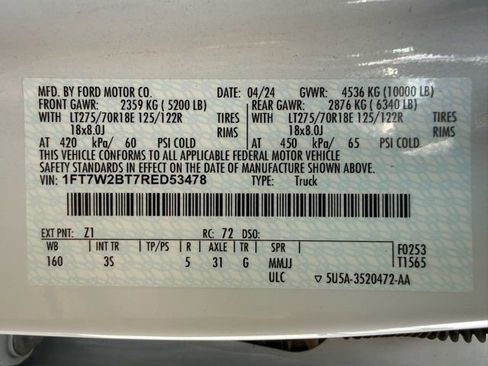 MFD. BY FORD MOTOR CO. 04/24 GVWR: 4536 KG (10000 LB)
FRONT GAWR: 2359 KG (5200 LB) REAR GAWR: 2876 KG (6340 LB)
WITH LT275/70R18E 125/122R TIRES WITH LT275/70R18E 125/122R TIRES
18x8.0J RIMS 18x8.0J RIMS
AT 420 kPa/ 60 PSI COLD AT 450 kPa/ 65 PSI COLD
THIS VEHICLE CONFORMS TO ALL APPLICABLE FEDERAL MOTOR VEHICLE
SAFETY STANDARDS IN EFFECT ON THE DATE OF MANUFACTURE SHOWN ABOVE.
VIN: 1FT7W2BT7RED53478 TYPE: Truck
EXT PNT: Z1 RC: 72 DSO:
WB INT TR TP/PS R AXLE TR SPR F0253
160 3S 5 31 G MMJJ T1565
ULC ▽ 5U5A-3520472-AA